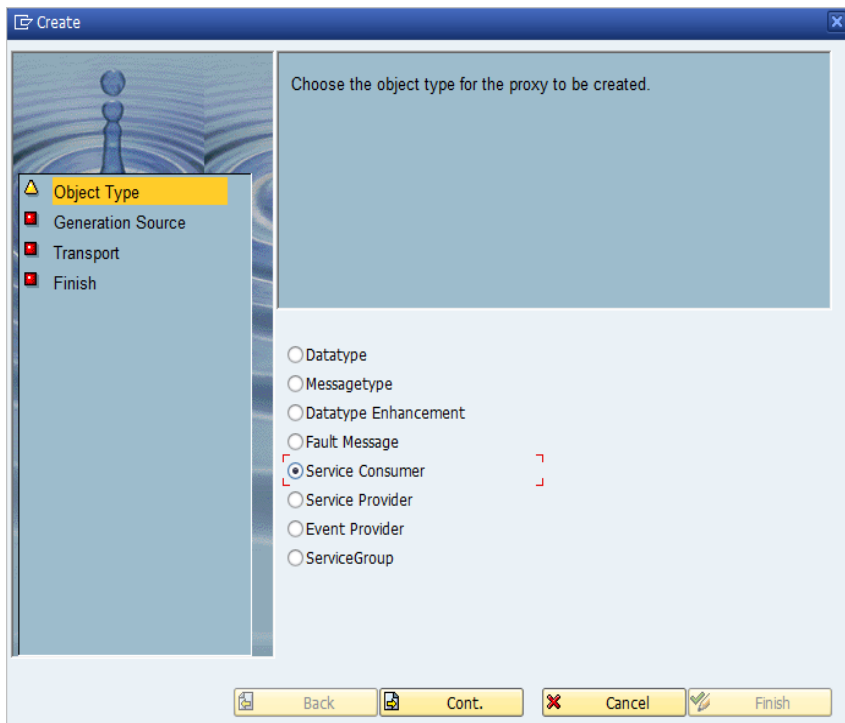 Create
Choose the object type for the proxy to be created.
Object Type
Generation Source
Transport
Finish
Datatype
Messagetype
Datatype Enhancement
Fault Message
Service Consumer
Service Provider
Event Provider
ServiceGroup
Back Cont. Cancel Finish